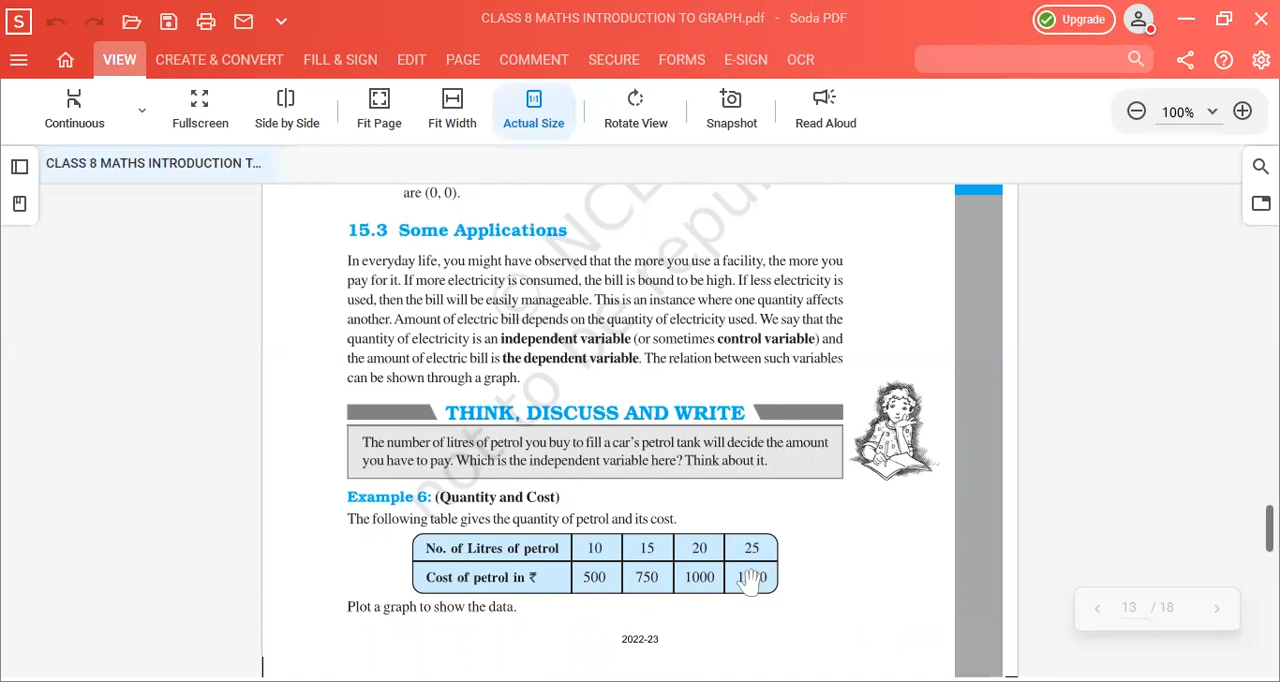 S
CLASS 8 MATHS INTRODUCTION TO GRAPH.pdf - Soda PDF
Upgrade
VIEW CREATE & CONVERT FILL & SIGN EDIT PAGE COMMENT SECURE FORMS E-SIGN OCR
Continuous Fullscreen Side by Side Fit Page Fit Width Actual Size Rotate View Snapshot Read Aloud 100%
CLASS 8 MATHS INTRODUCTION T...
are (0, 0).
15.3 Some Applications
In everyday life, you might have observed that the more you use a facility, the more you
pay for it. If more electricity is consumed, the bill is bound to be high. If less electricity is
used, then the bill will be easily manageable. This is an instance where one quantity affects
another. Amount of electric bill depends on the quantity of electricity used. We say that the
quantity of electricity is an independent variable (or sometimes control variable) and
the amount of electric bill is the dependent variable. The relation between such variables
can be shown through a graph.
THINK, DISCUSS AND WRITE
The number of litres of petrol you buy to fill a car's petrol tank will decide the amount
you have to pay. Which is the independent variable here? Think about it.
Example 6: (Quantity and Cost)
The following table gives the quantity of petrol and its cost.
No. of Litres of petrol 10 15 20 25
Cost of petrol in ₹ 500 750 1000
Plot a graph to show the data.
2022-23
13 / 18
© NCE
not to be repu